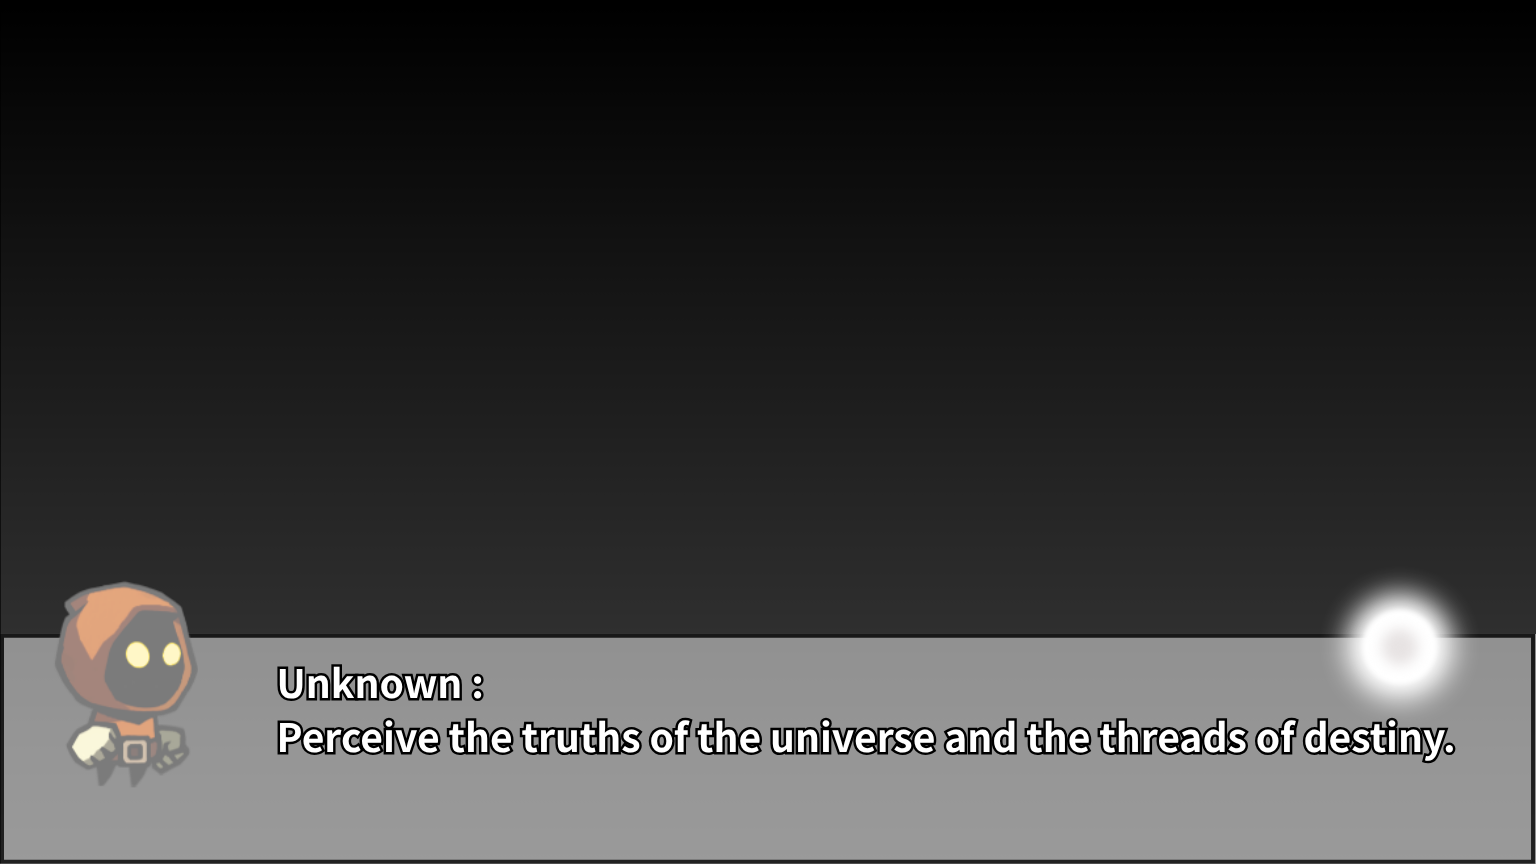 Unknown :
Perceive the truths of the universe and the threads of destiny.